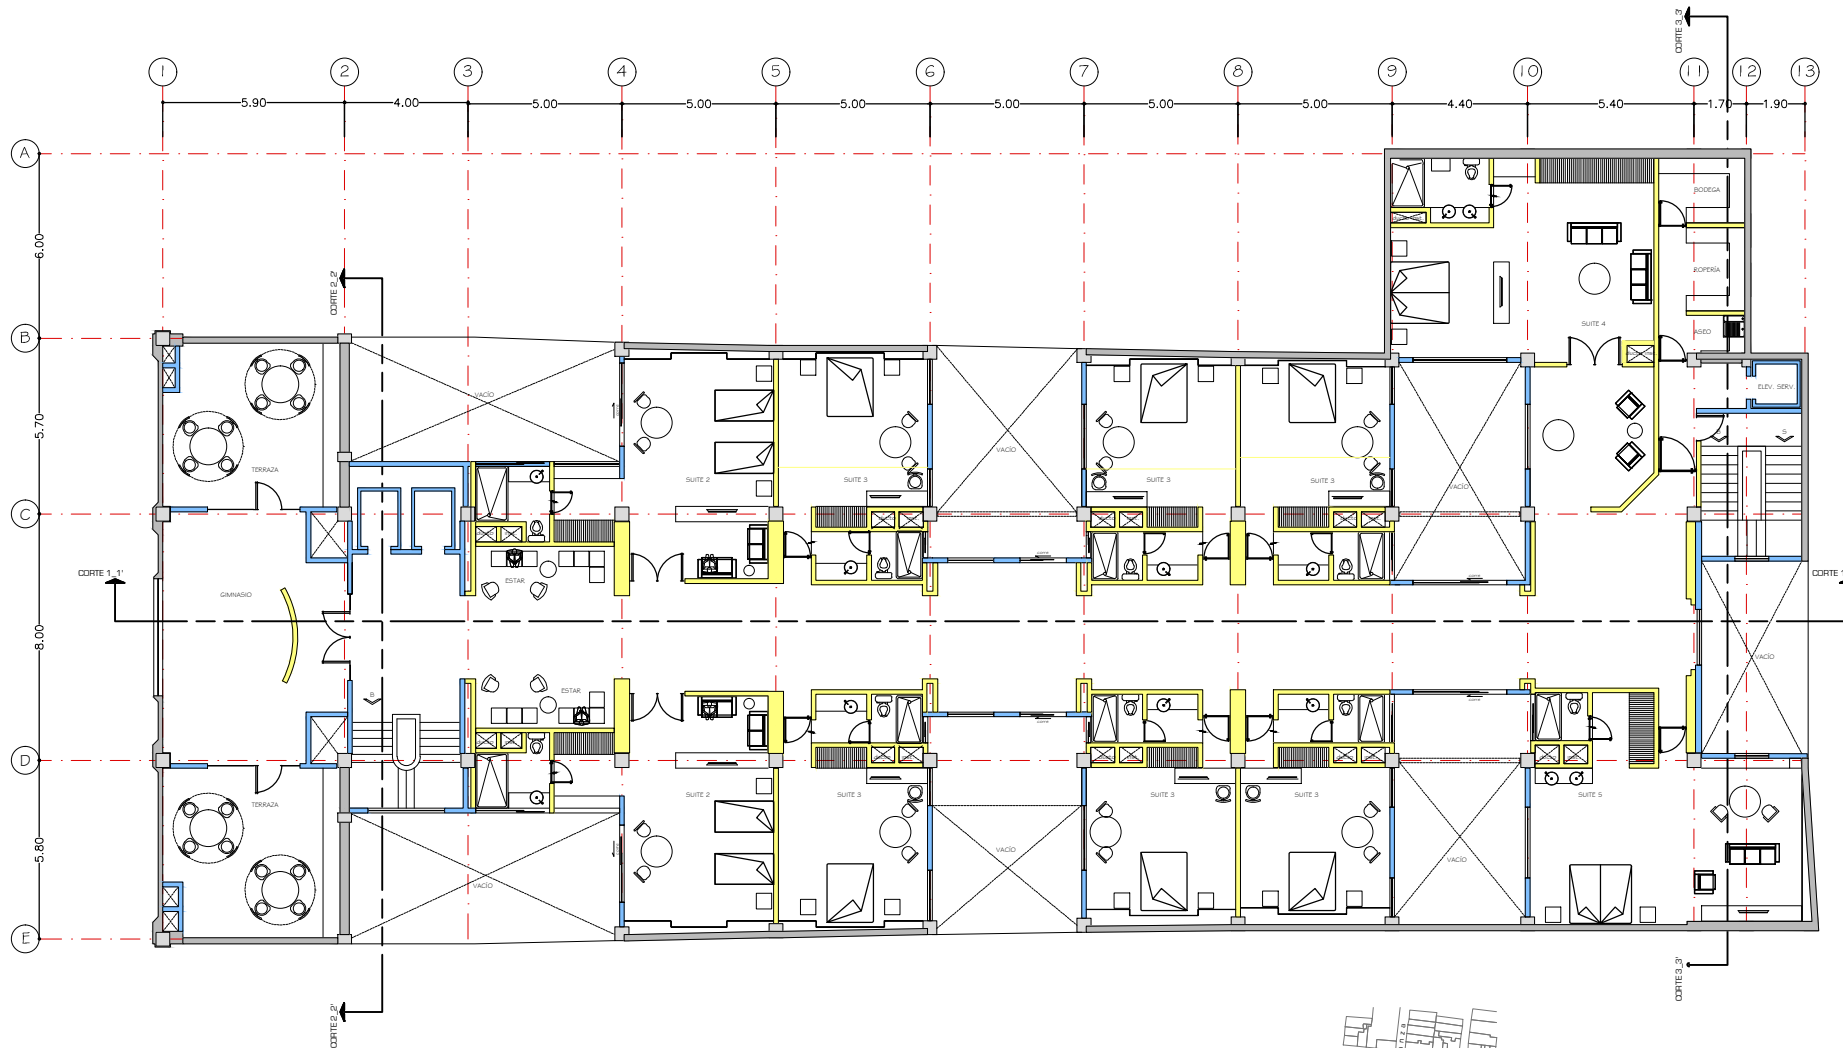 CORTE 3_3'
1 2 3 4 5 6 7 8 9 10 11 12 13
5.90 4.00 5.00 5.00 5.00 5.00 5.00 5.00 4.40 5.40 1.70 1.90
A
BODEGA
6.00
ROPERÍA
CORTE 2_2'
SUITE 4
ASEO
B
ELEV. SERV.
VACÍO
5.70
B
S
TERRAZA
VACÍO
SUITE 2
SUITE 3
SUITE 3
SUITE 3
VACÍO
C
CORTE 1_1'
ESTAR
CORTE 1
GIMNASIO
8.00
VACÍO
ESTAR
B
D
TERRAZA
SUITE 2
SUITE 3
SUITE 3
SUITE 3
SUITE 5
5.80
VACÍO
VACÍO
VACÍO
E
CORTE 3_3'
CORTE 2_2'